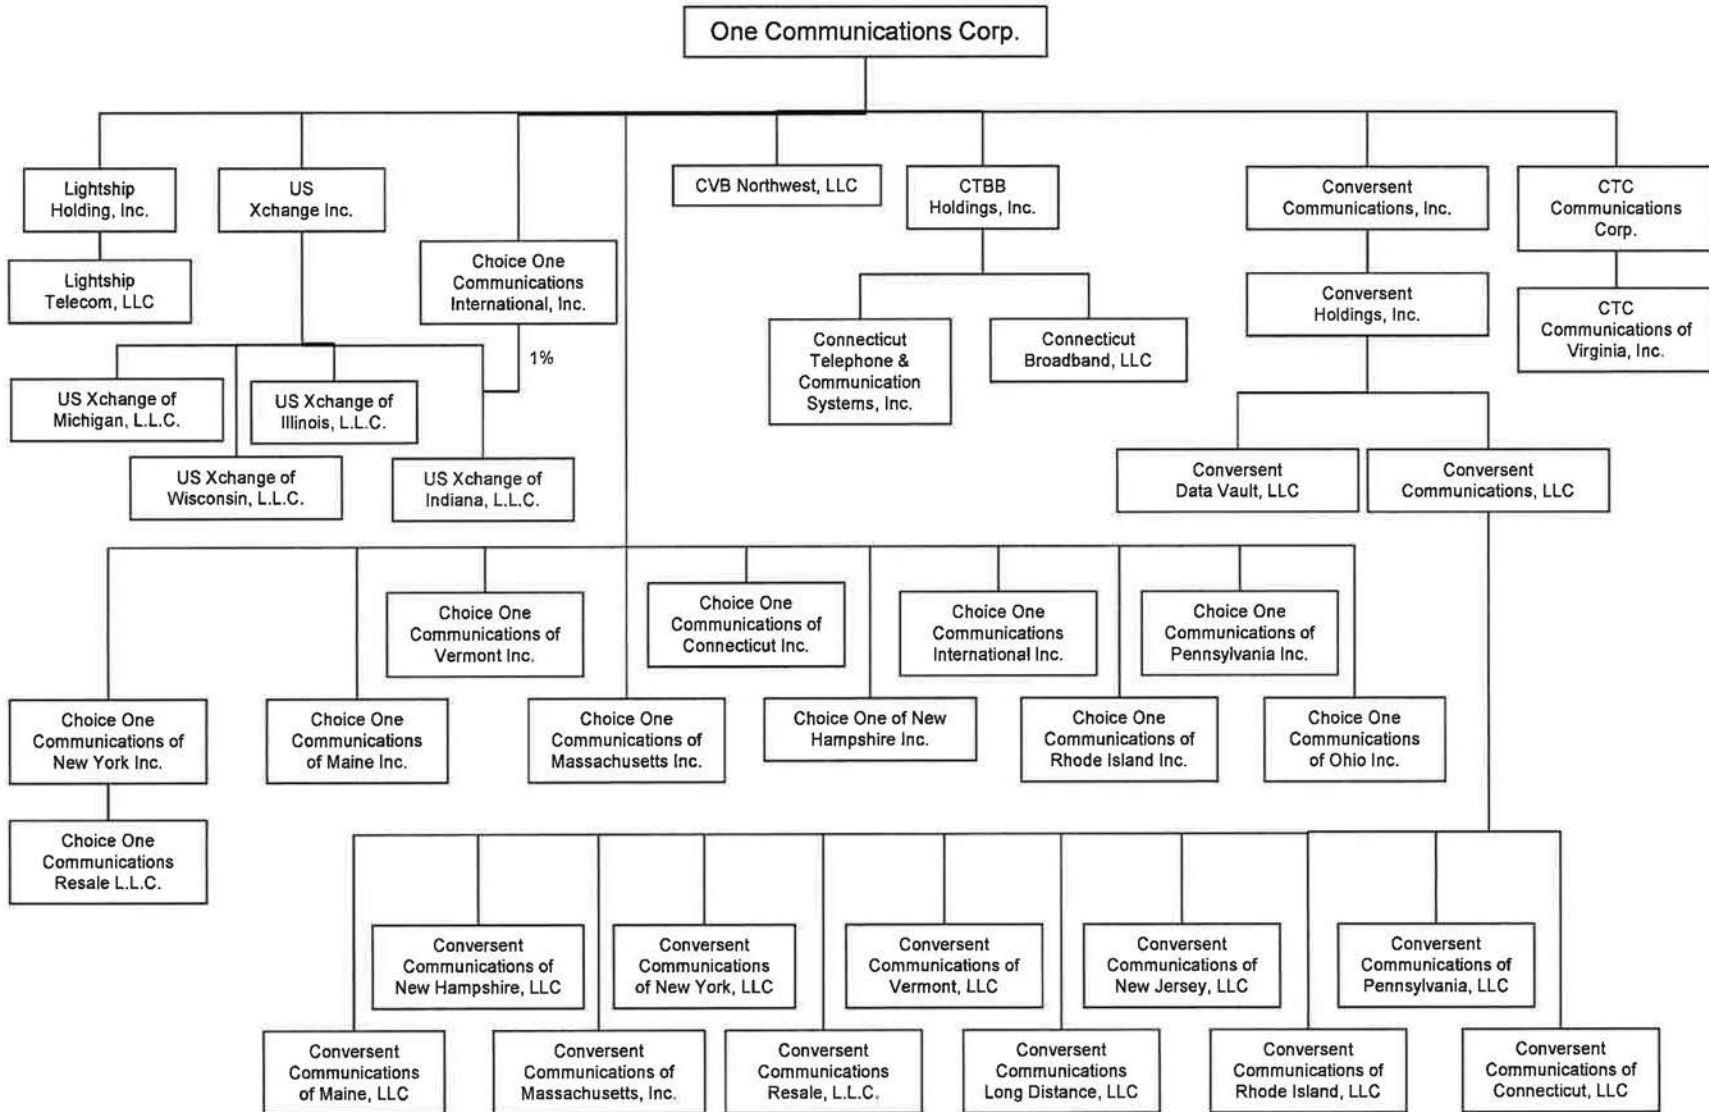 One Communications Corp.
Lightship
Holding, Inc.
US
Xchange Inc.
CVB Northwest, LLC
CTBB
Holdings, Inc.
Conversent
Communications, Inc.
CTC
Communications
Corp.
Lightship
Telecom, LLC
Choice One
Communications
International, Inc.
Conversent
Holdings, Inc.
CTC
Communications of
Virginia, Inc.
Connecticut
Telephone &
Communication
Systems, Inc.
Connecticut
Broadband, LLC
1%
US Xchange of
Michigan, L.L.C.
US Xchange of
Illinois, L.L.C.
US Xchange of
Wisconsin, L.L.C.
US Xchange of
Indiana, L.L.C.
Conversent
Data Vault, LLC
Conversent
Communications, LLC
Choice One
Communications of
Vermont Inc.
Choice One
Communications of
Connecticut Inc.
Choice One
Communications
International Inc.
Choice One
Communications of
Pennsylvania Inc.
Choice One
Communications of
New York Inc.
Choice One
Communications
of Maine Inc.
Choice One
Communications of
Massachusetts Inc.
Choice One of New
Hampshire Inc.
Choice One
Communications of
Rhode Island Inc.
Choice One
Communications
of Ohio Inc.
Choice One
Communications
Resale L.L.C.
Conversent
Communications of
New Hampshire, LLC
Conversent
Communications
of New York, LLC
Conversent
Communications of
Vermont, LLC
Conversent
Communications of
New Jersey, LLC
Conversent
Communications of
Pennsylvania, LLC
Conversent
Communications
of Maine, LLC
Conversent
Communications of
Massachusetts, Inc.
Conversent
Communications
Resale, L.L.C.
Conversent
Communications
Long Distance, LLC
Conversent
Communications of
Rhode Island, LLC
Conversent
Communications of
Connecticut, LLC